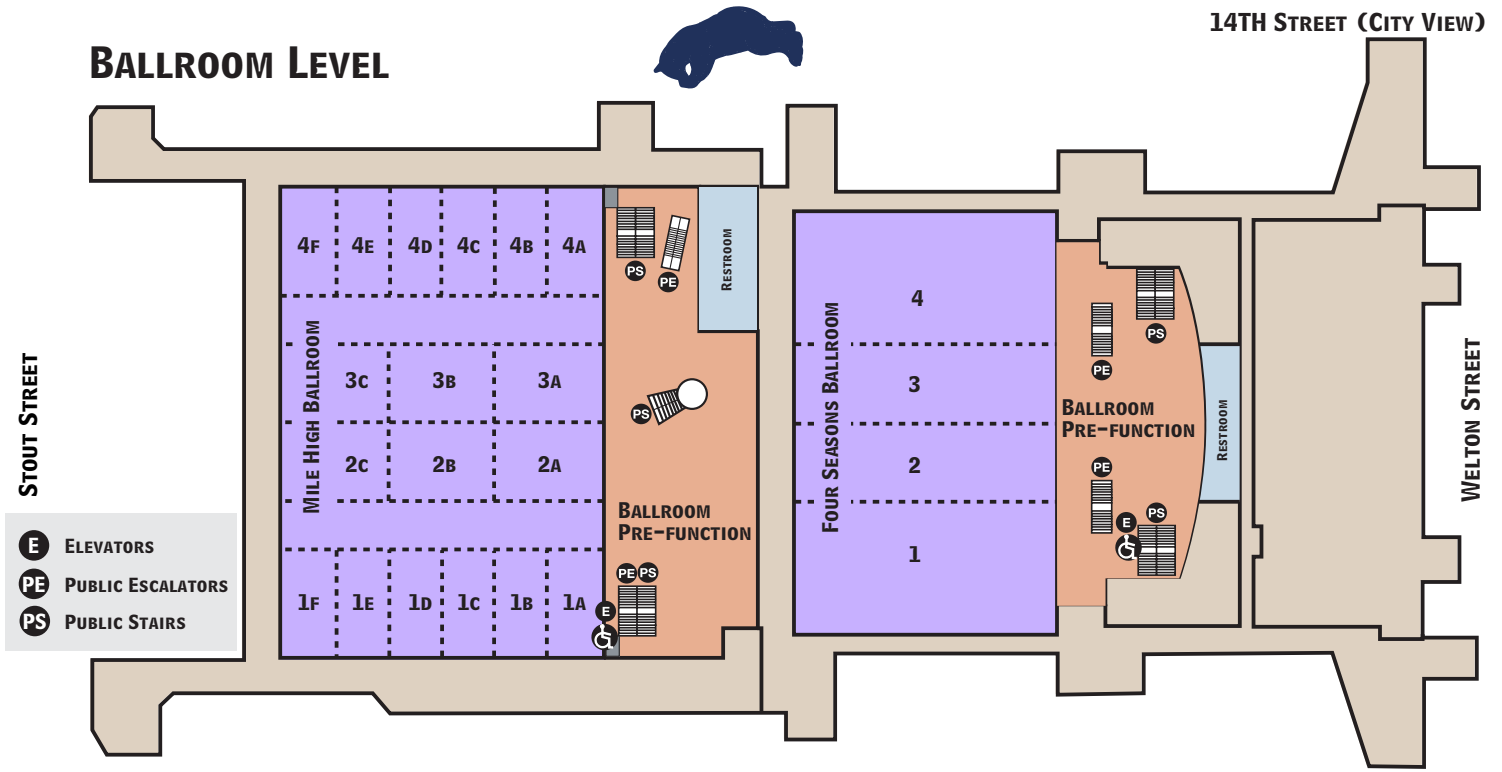 14TH STREET (CITY VIEW)
BALLROOM LEVEL
4F 4E 4D 4C 4B 4A
PS
PE
RESTROOM
MILE HIGH BALLROOM
3C 3B 3A
PS
2C 2B 2A
BALLROOM
PRE-FUNCTION
PE PS
1F 1E 1D 1C 1B 1A
E
FOUR SEASONS BALLROOM
4
3
2
1
PS
PE
BALLROOM
PRE-FUNCTION
RESTROOM
PE
E
PS
STOUT STREET
WELTON STREET
E ELEVATORS
PE PUBLIC ESCALATORS
PS PUBLIC STAIRS